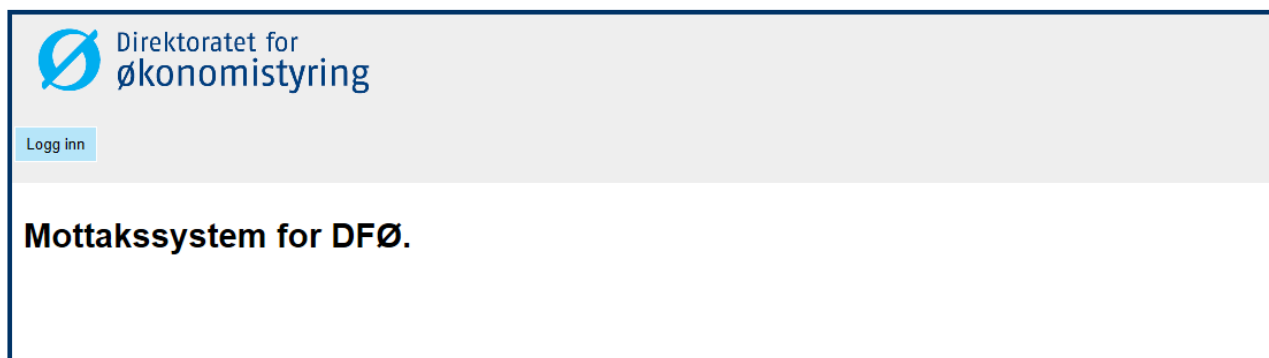 Direktoratet for
økonomistyring
Logg inn
Mottakssystem for DFØ.